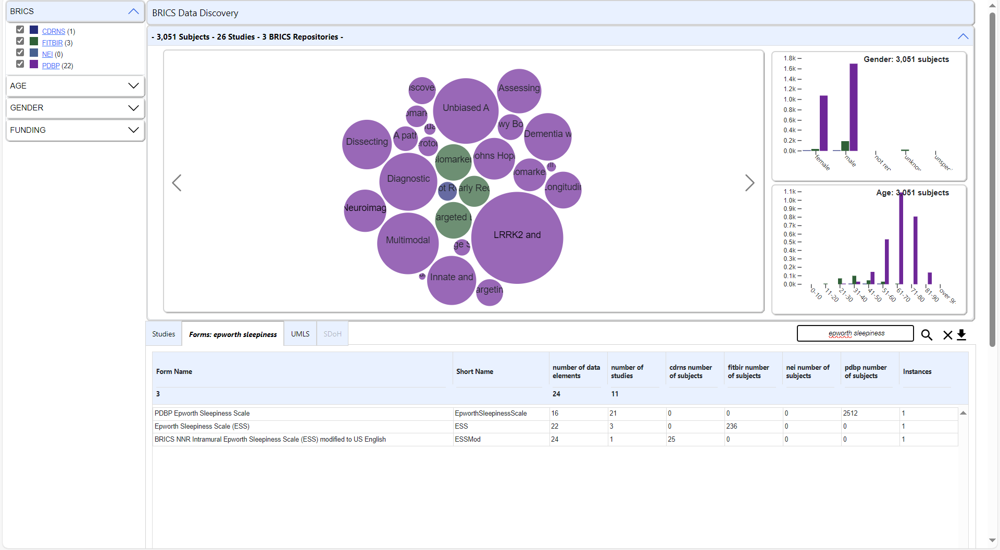 BRICS
CDRNS (1)
FITBIR (3)
NEI (0)
PDBP (22)
AGE
GENDER
FUNDING
BRICS Data Discovery
- 3,051 Subjects - 26 Studies - 3 BRICS Repositories -
Assessing
iscove
Unbiased A
omark
wy Bo
Dementia w
A path
Dissecting
rotor
iomarker
ohns Hop
omarke
Diagnostic
ot Re
arly Rec
Longitudin
Neuroimag
argeted
LRRK2 and
Multimodal
ge S
Innate and
argetin
Gender: 3,051 subjects
1.8k
1.6k
1.4k
1.2k
1.0k
0.8k
0.6k
0.4k
0.2k
0.0k
female
male
not rep
unknow
unspec
Age: 3,051 subjects
1.1k
1.0k
0.9k
0.8k
0.7k
0.6k
0.5k
0.4k
0.3k
0.2k
0.1k
0.0k
0-10
11-20
21-30
31-40
41-50
51-60
61-70
71-80
81-90
over 90
Studies
Forms: epworth sleepiness
UMLS
SDoH
epworth sleepiness
Form Name
Short Name
number of data elements
number of studies
cdrns number of subjects
fitbir number of subjects
nei number of subjects
pdbp number of subjects
Instances
3 24 11
PDBP Epworth Sleepiness Scale EpworthSleepinessScale 16 21 0 0 0 2512 1
Epworth Sleepiness Scale (ESS) ESS 22 3 0 236 0 0 1
BRICS NNR Intramural Epworth Sleepiness Scale (ESS) modified to US English ESSMod 24 1 25 0 0 0 1